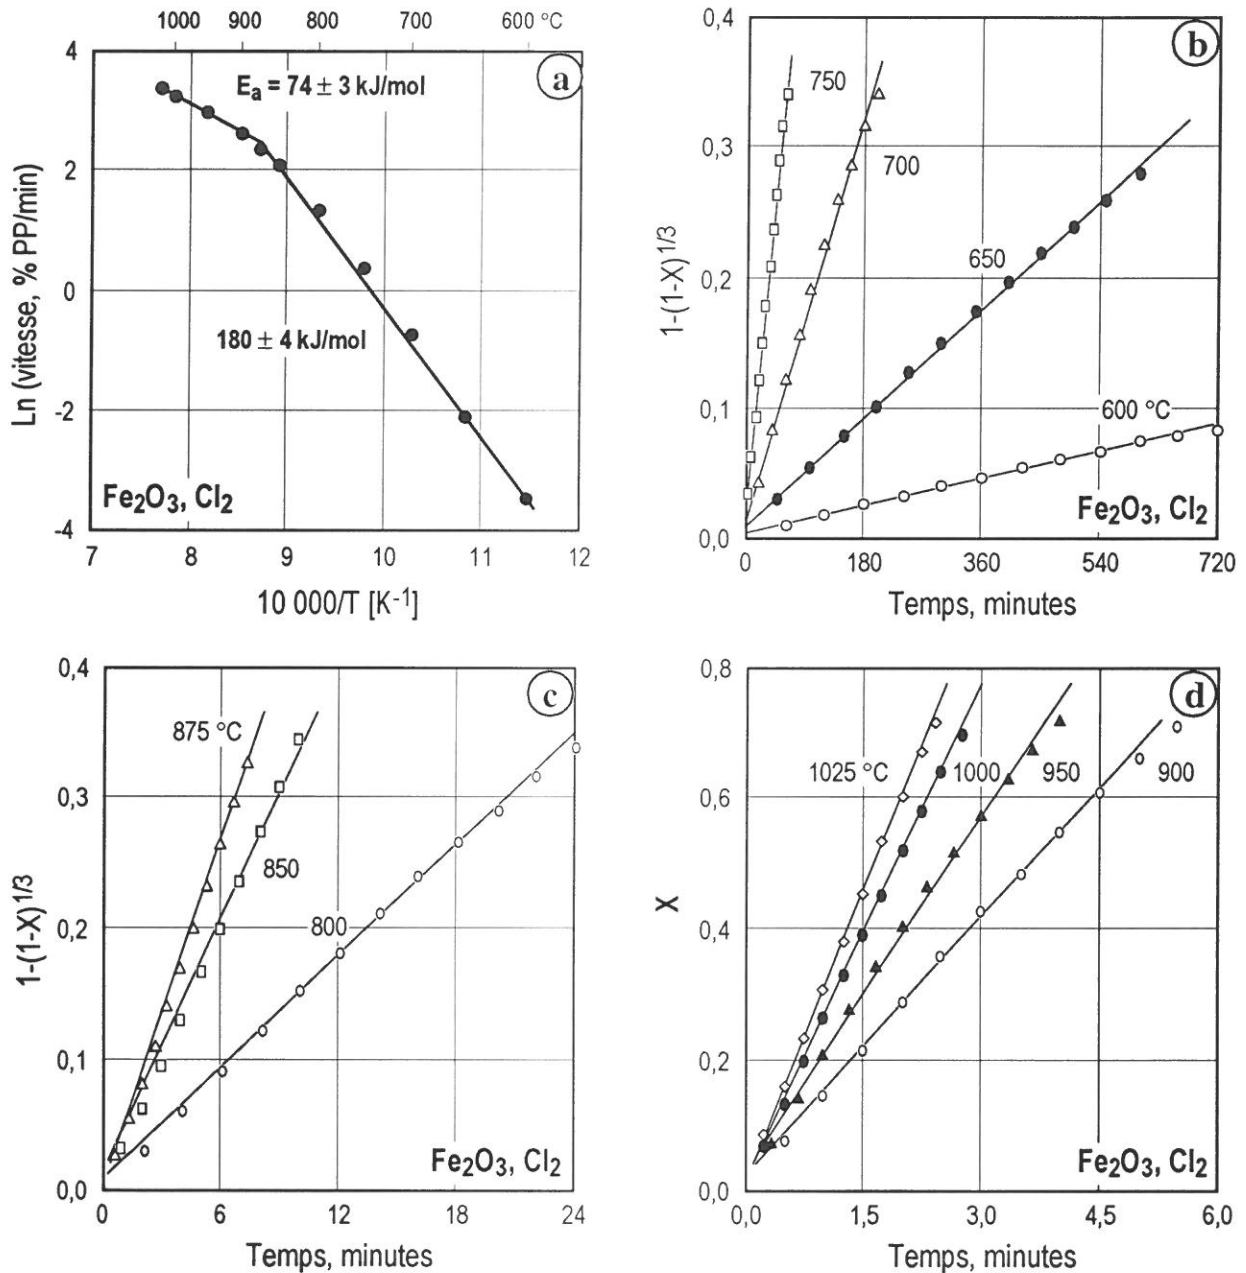 1000 900 800 700 600 °C
a
4
2
0
-2
-4
Ln (vitesse, % PP/min)
Eₐ = 74 ± 3 kJ/mol
180 ± 4 kJ/mol
Fe₂O₃, Cl₂
7 8 9 10 11 12
10 000/T [K⁻¹]
b
0,4
0,3
0,2
0,1
0,0
1-(1-X)^1/3
750
700
650
600 °C
Fe₂O₃, Cl₂
0 180 360 540 720
Temps, minutes
c
0,4
0,3
0,2
0,1
0,0
1-(1-X)^1/3
875 °C
850
800
Fe₂O₃, Cl₂
0 6 12 18 24
Temps, minutes
d
0,8
0,6
0,4
0,2
0,0
X
1025 °C 1000 950 900
Fe₂O₃, Cl₂
0,0 1,5 3,0 4,5 6,0
Temps, minutes